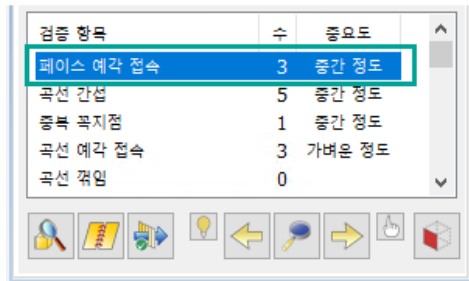 검증 항목 수 중요도
페이스 예각 접속 3 중간 정도
곡선 간섭 5 중간 정도
중복 꼭지점 1 중간 정도
곡선 예각 접속 3 가벼운 정도
곡선 꺾임 0